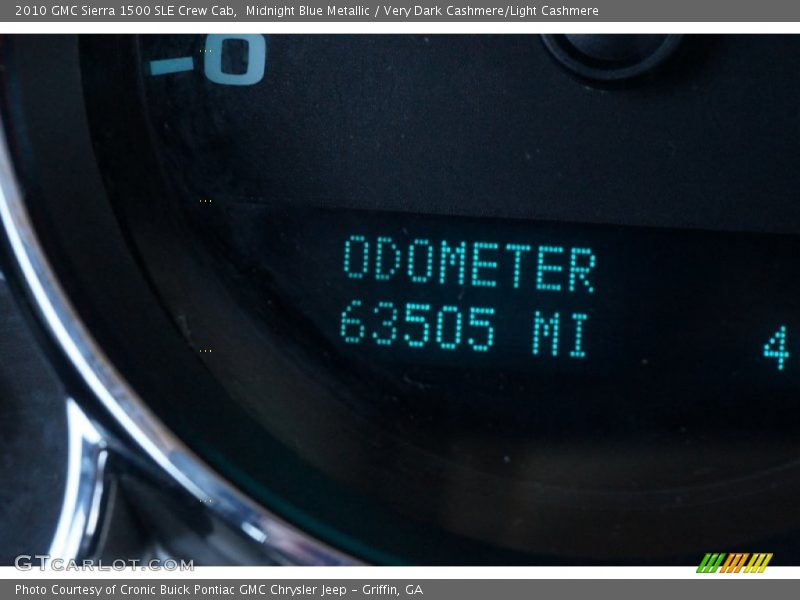 2010 GMC Sierra 1500 SLE Crew Cab, Midnight Blue Metallic / Very Dark Cashmere/Light Cashmere
0
ODOMETER
63505 MI
4
GTCARLOT.COM
Photo Courtesy of Cronic Buick Pontiac GMC Chrysler Jeep - Griffin, GA